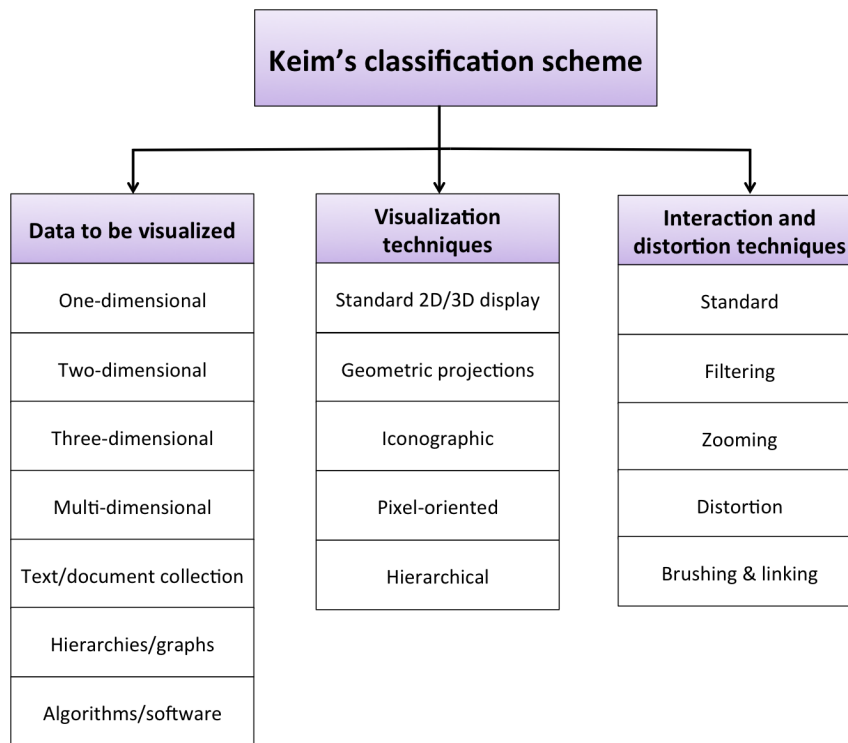 Keim's classification scheme
Data to be visualized
One-dimensional
Two-dimensional
Three-dimensional
Multi-dimensional
Text/document collection
Hierarchies/graphs
Algorithms/software
Visualization
techniques
Standard 2D/3D display
Geometric projections
Iconographic
Pixel-oriented
Hierarchical
Interaction and
distortion techniques
Standard
Filtering
Zooming
Distortion
Brushing & linking